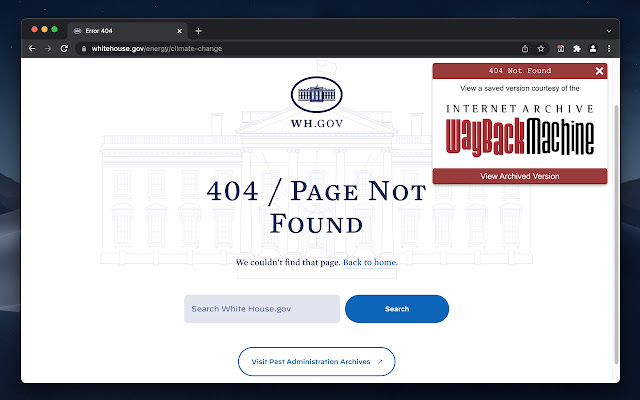 Error 404
whitehouse.gov/energy/climate-change
404 Not Found
View a saved version courtesy of the
INTERNET ARCHIVE
WayBackMachine
View Archived Version
WH.GOV
404 / Page Not
Found
We couldn't find that page. Back to home.
Search White House.gov
Search
Visit Past Administration Archives